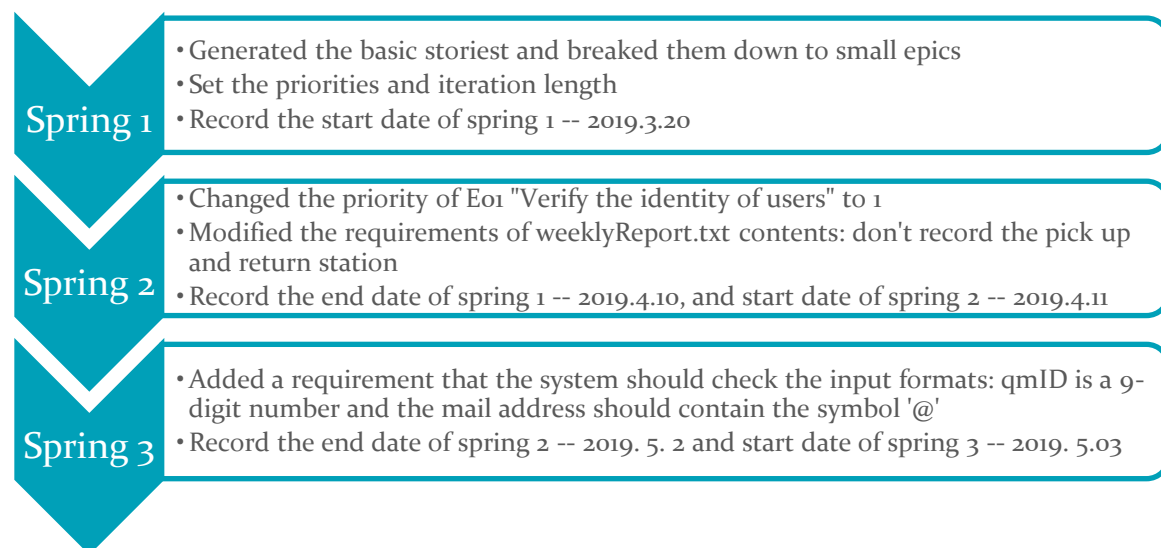 Spring 1
• Generated the basic storiest and breaked them down to small epics
• Set the priorities and iteration length
• Record the start date of spring 1 -- 2019.3.20
Spring 2
• Changed the priority of E01 "Verify the identity of users" to 1
• Modified the requirements of weeklyReport.txt contents: don't record the pick up
and return station
• Record the end date of spring 1 -- 2019.4.10, and start date of spring 2 -- 2019.4.11
Spring 3
• Added a requirement that the system should check the input formats: qmID is a 9-
digit number and the mail address should contain the symbol '@'
• Record the end date of spring 2 -- 2019. 5. 2 and start date of spring 3 -- 2019. 5.03